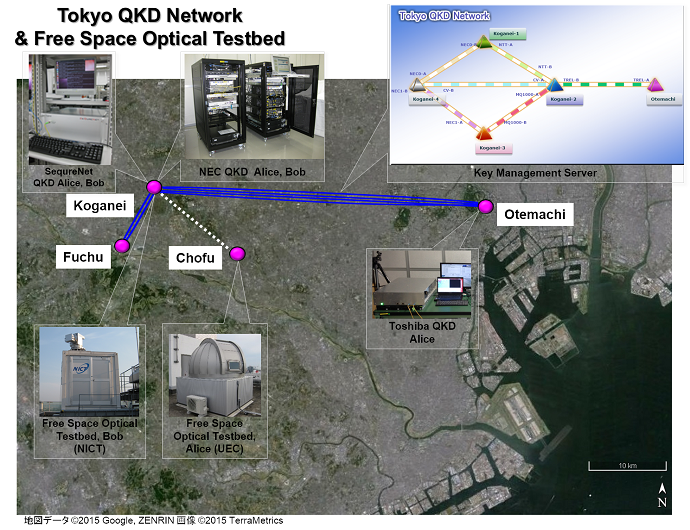 Tokyo QKD Network
& Free Space Optical Testbed
Tokyo QKD Network
Koganei-1
NEC0-A
NTT-A
NTT-B
NEC0-A
CV-A
TREL-B
TREL-A
NEC1-B
CV-B
HQ1000-A
Koganei-4
Koganei-2
Otemachi
NEC1-A
HQ1000-B
Koganei-3
Key Management Server
SequreNet
QKD Alice, Bob
NEC QKD Alice, Bob
Koganei
Otemachi
Fuchu
Chofu
Toshiba QKD
Alice
NICT
Free Space Optical
Testbed, Bob
(NICT)
Free Space
Optical Testbed,
Alice (UEC)
10 km
N
地図データ ©2015 Google, ZENRIN 画像 ©2015 TerraMetrics